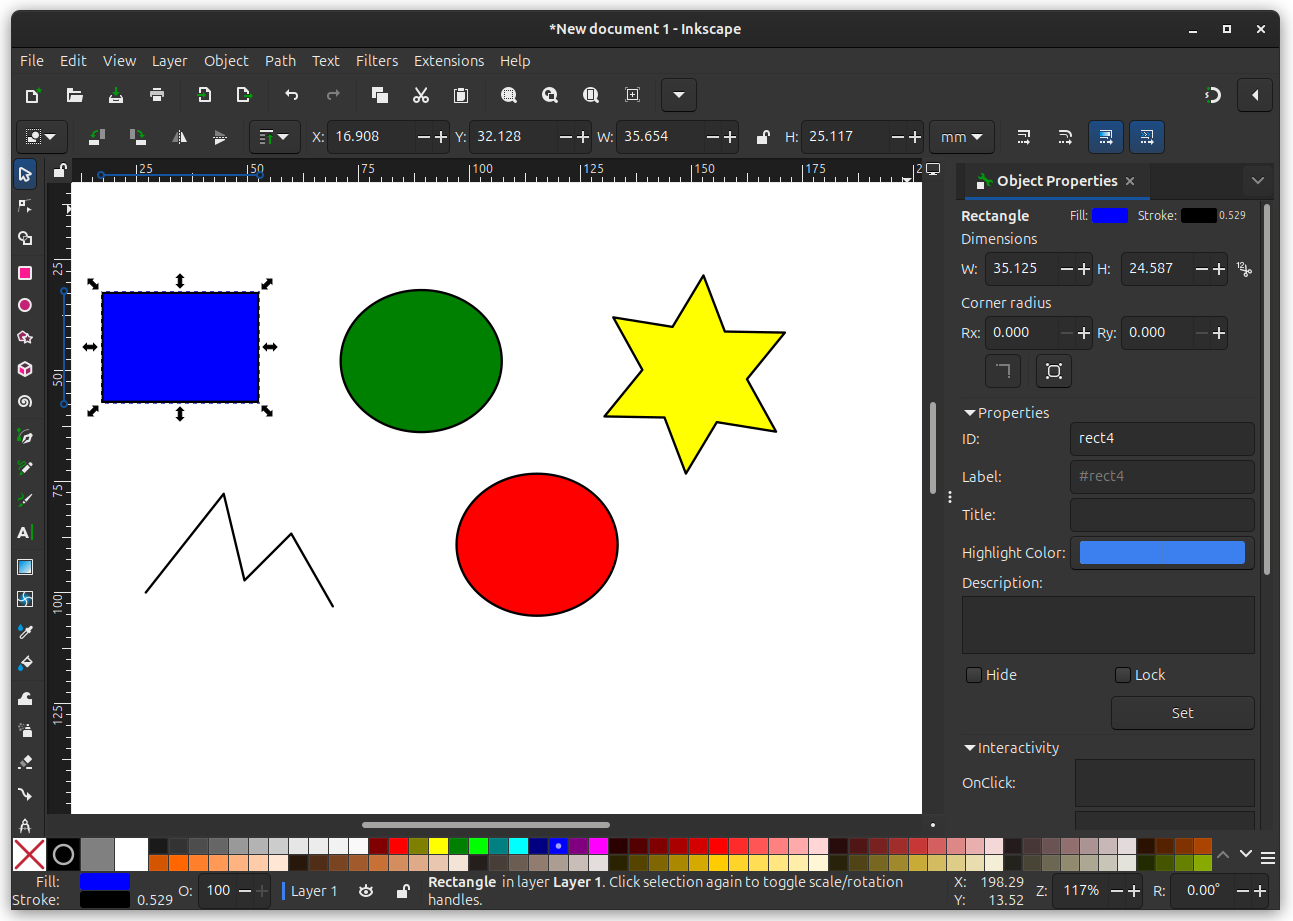 *New document 1 - Inkscape
File Edit View Layer Object Path Text Filters Extensions Help
X: 16.908 Y: 32.128 W: 35.654 H: 25.117 mm
25 50 75 100 125 150 175 2
25
50
75
100
125
Object Properties
Rectangle Fill: Stroke: 0.529
Dimensions
W: 35.125 H: 24.587
Corner radius
Rx: 0.000 Ry: 0.000
Properties
ID: rect4
Label: #rect4
Title:
Highlight Color:
Description:
Hide Lock
Set
Interactivity
OnClick:
Fill:
Stroke: 0.529
O: 100
Layer 1
Rectangle in layer Layer 1. Click selection again to toggle scale/rotation
handles.
X: 198.29
Y: 13.52
Z: 117% R: 0.00°